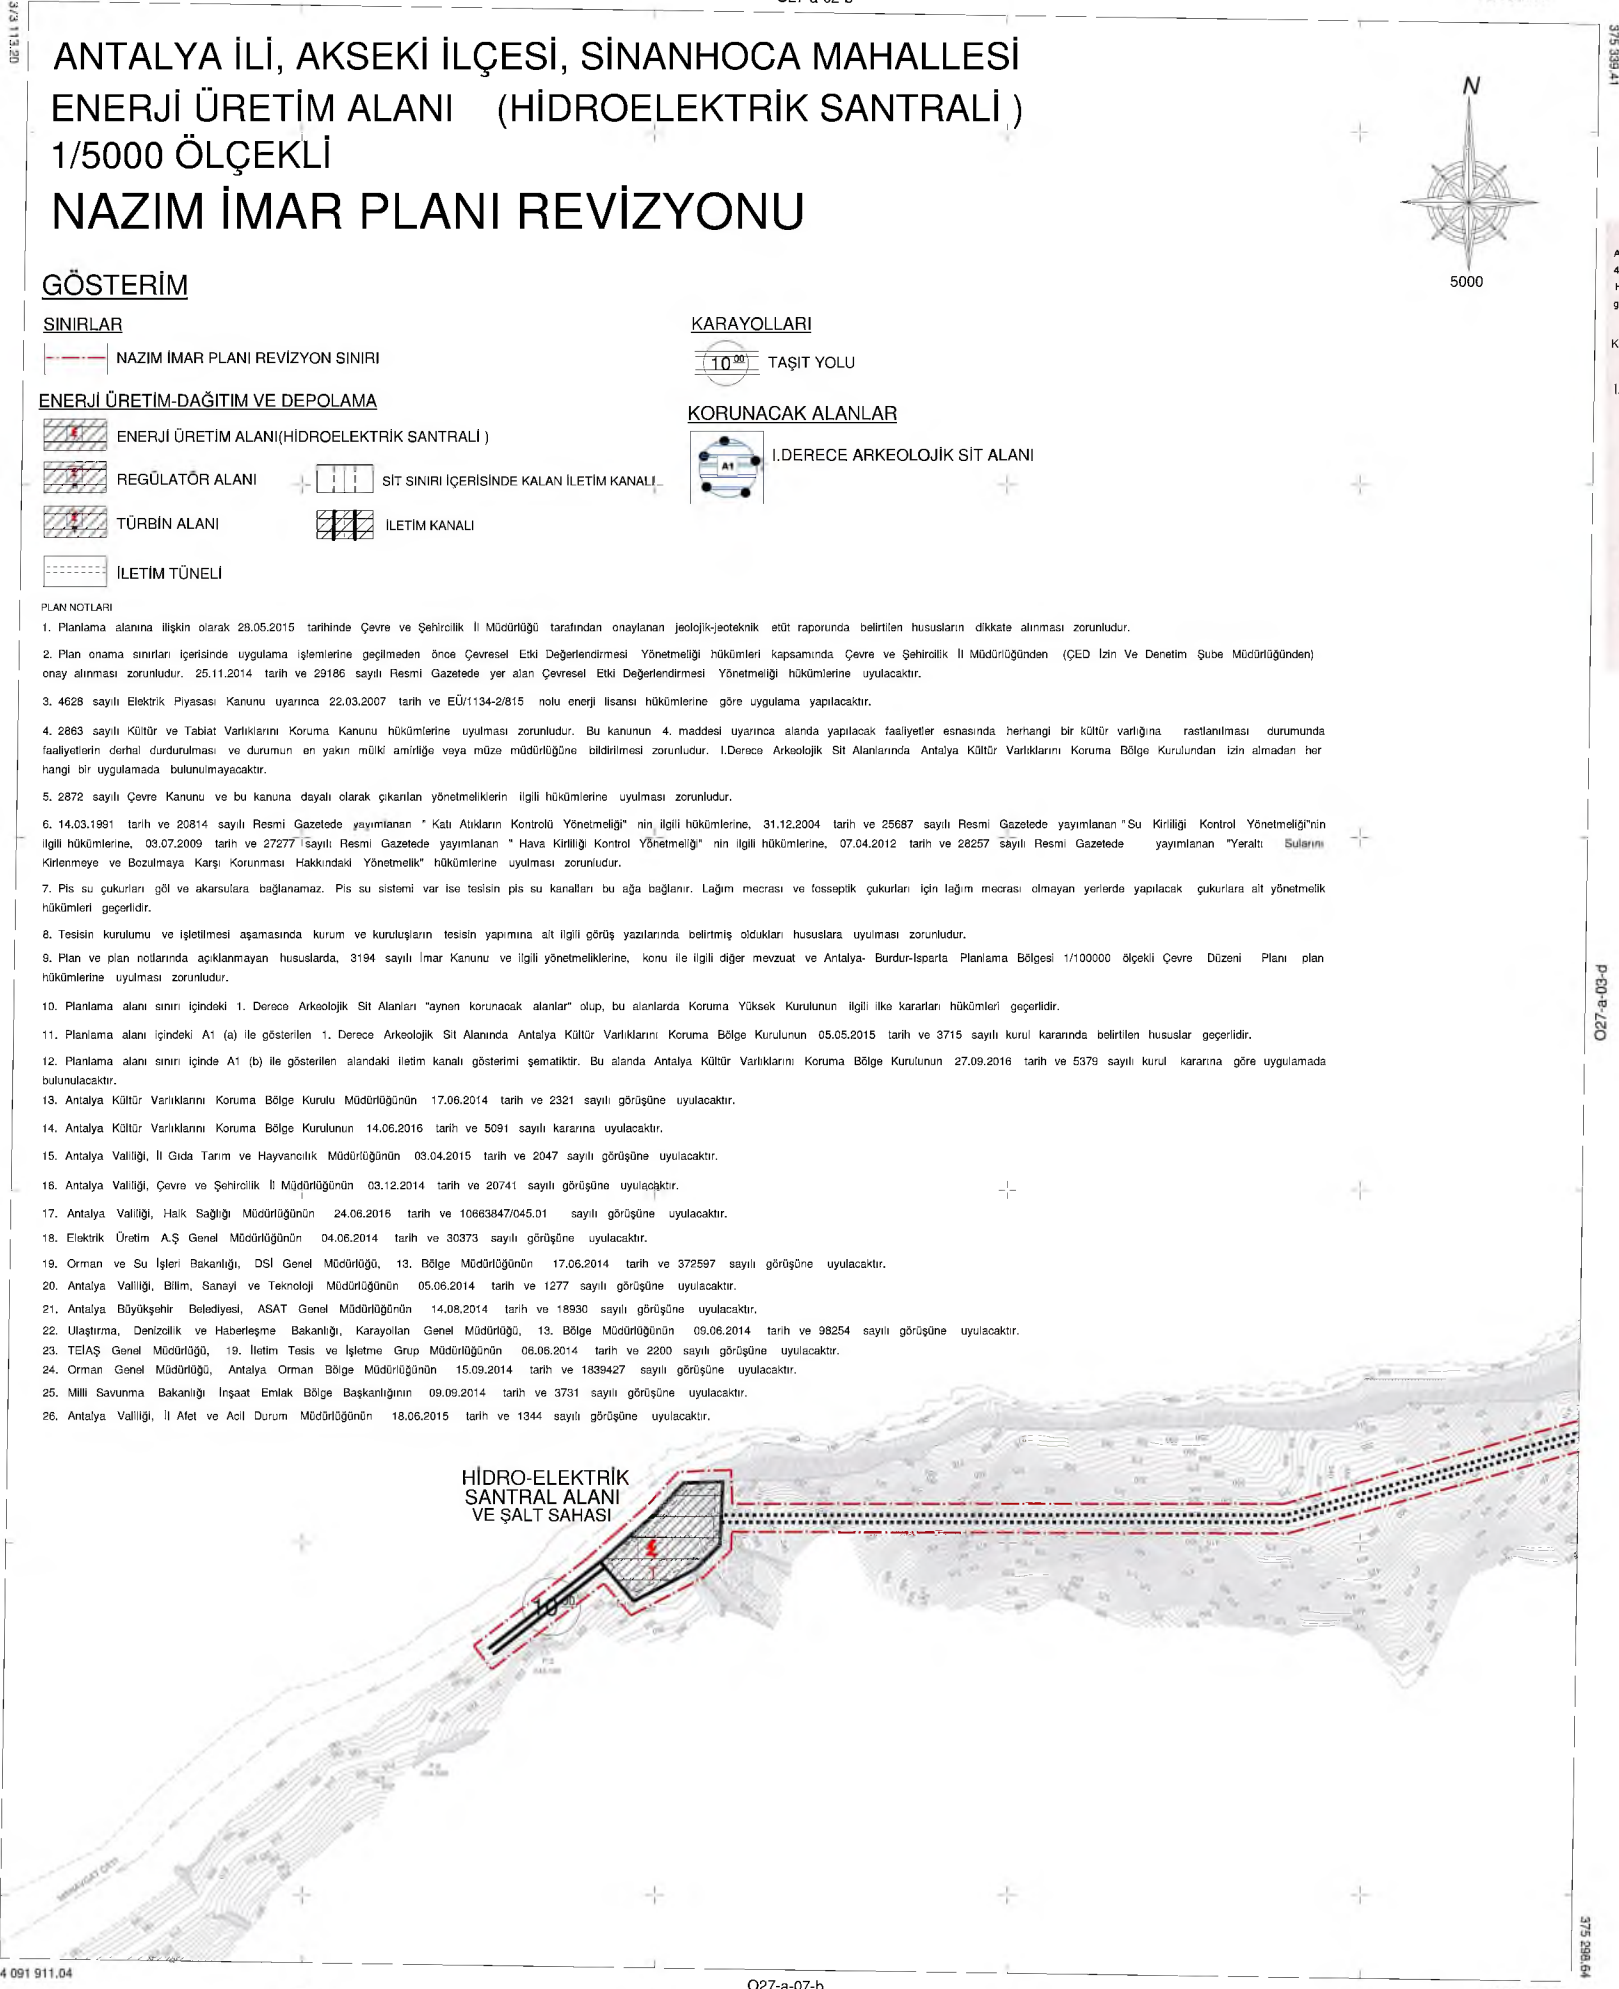 ANTALYA İLİ, AKSEKİ İLÇESİ, SİNANHOCA MAHALLESİ
ENERJİ ÜRETİM ALANI (HİDROELEKTRİK SANTRALİ )
1/5000 ÖLÇEKLİ
NAZIM İMAR PLANI REVİZYONU
N
5000
373 113.20
375 339.41
GÖSTERİM
SINIRLAR
NAZIM İMAR PLANI REVİZYON SINIRI
ENERJİ ÜRETİM-DAĞITIM VE DEPOLAMA
ENERJİ ÜRETİM ALANI(HİDROELEKTRİK SANTRALİ )
REGÜLATÖR ALANI
SİT SINIRI İÇERİSİNDE KALAN İLETİM KANALI
TÜRBİN ALANI
İLETİM KANALI
İLETİM TÜNELİ
KARAYOLLARI
10 00 TAŞIT YOLU
KORUNACAK ALANLAR
A1 I.DERECE ARKEOLOJİK SİT ALANI
PLAN NOTLARI
1. Planlama alanına ilişkin olarak 28.05.2015 tarihinde Çevre ve Şehircilik İl Müdürlüğü tarafından onaylanan jeolojik-jeoteknik etüt raporunda belirtilen hususların dikkate alınması zorunludur.
2. Plan onama sınırları içerisinde uygulama işlemlerine geçilmeden önce Çevresel Etki Değerlendirmesi Yönetmeliği hükümleri kapsamında Çevre ve Şehircilik İl Müdürlüğünden (ÇED İzin Ve Denetim Şube Müdürlüğünden)
onay alınması zorunludur. 25.11.2014 tarih ve 29186 sayılı Resmi Gazetede yer alan Çevresel Etki Değerlendirmesi Yönetmeliği hükümlerine uyulacaktır.
3. 4628 sayılı Elektrik Piyasası Kanunu uyarınca 22.03.2007 tarih ve EÜ/1134-2/815 nolu enerji lisansı hükümlerine göre uygulama yapılacaktır.
4. 2863 sayılı Kültür ve Tabiat Varlıklarını Koruma Kanunu hükümlerine uyulması zorunludur. Bu kanunun 4. maddesi uyarınca alanda yapılacak faaliyetler esnasında herhangi bir kültür varlığına rastlanılması durumunda
faaliyetlerin derhal durdurulması ve durumun en yakın mülki amirliğe veya müze müdürlüğüne bildirilmesi zorunludur. I.Derece Arkeolojik Sit Alanlarında Antalya Kültür Varlıklarını Koruma Bölge Kurulundan izin almadan her
hangi bir uygulamada bulunulmayacaktır.
5. 2872 sayılı Çevre Kanunu ve bu kanuna dayalı olarak çıkarılan yönetmeliklerin ilgili hükümlerine uyulması zorunludur.
6. 14.03.1991 tarih ve 20814 sayılı Resmi Gazetede yayımlanan " Katı Atıkların Kontrolü Yönetmeliği" nin ilgili hükümlerine, 31.12.2004 tarih ve 25687 sayılı Resmi Gazetede yayımlanan "Su Kirliliği Kontrol Yönetmeliği"nin
ilgili hükümlerine, 03.07.2009 tarih ve 27277 sayılı Resmi Gazetede yayımlanan " Hava Kirliliği Kontrol Yönetmeliği" nin ilgili hükümlerine, 07.04.2012 tarih ve 28257 sayılı Resmi Gazetede yayımlanan "Yeraltı Sularını
Kirlenmeye ve Bozulmaya Karşı Korunması Hakkındaki Yönetmelik" hükümlerine uyulması zorunludur.
7. Pis su çukurları göl ve akarsulara bağlanamaz. Pis su sistemi var ise tesisin pis su kanalları bu ağa bağlanır. Lağım mecrası ve fosseptik çukurları için lağım mecrası olmayan yerlerde yapılacak çukurlara ait yönetmelik
hükümleri geçerlidir.
8. Tesisin kurulumu ve işletilmesi aşamasında kurum ve kuruluşların tesisin yapımına ait ilgili görüş yazılarında belirtmiş oldukları hususlara uyulması zorunludur.
9. Plan ve plan notlarında açıklanmayan hususlarda, 3194 sayılı İmar Kanunu ve ilgili yönetmeliklerine, konu ile ilgili diğer mevzuat ve Antalya- Burdur-Isparta Planlama Bölgesi 1/100000 ölçekli Çevre Düzeni Planı plan
hükümlerine uyulması zorunludur.
10. Planlama alanı sınırı içindeki 1. Derece Arkeolojik Sit Alanları "aynen korunacak alanlar" olup, bu alanlarda Koruma Yüksek Kurulunun ilgili ilke kararları hükümleri geçerlidir.
11. Planlama alanı içindeki A1 (a) ile gösterilen 1. Derece Arkeolojik Sit Alanında Antalya Kültür Varlıklarını Koruma Bölge Kurulunun 05.05.2015 tarih ve 3715 sayılı kurul kararında belirtilen hususlar geçerlidir.
12. Planlama alanı sınırı içinde A1 (b) ile gösterilen alandaki iletim kanalı gösterimi şematiktir. Bu alanda Antalya Kültür Varlıklarını Koruma Bölge Kurulunun 27.09.2016 tarih ve 5379 sayılı kurul kararına göre uygulamada
bulunulacaktır.
13. Antalya Kültür Varlıklarını Koruma Bölge Kurulu Müdürlüğünün 17.06.2014 tarih ve 2321 sayılı görüşüne uyulacaktır.
14. Antalya Kültür Varlıklarını Koruma Bölge Kurulunun 14.06.2016 tarih ve 5091 sayılı kararına uyulacaktır.
15. Antalya Valiliği, İl Gıda Tarım ve Hayvancılık Müdürlüğünün 03.04.2015 tarih ve 2047 sayılı görüşüne uyulacaktır.
16. Antalya Valiliği, Çevre ve Şehircilik İl Müdürlüğünün 03.12.2014 tarih ve 20741 sayılı görüşüne uyulacaktır.
17. Antalya Valiliği, Halk Sağlığı Müdürlüğünün 24.06.2016 tarih ve 10663847/045.01 sayılı görüşüne uyulacaktır.
18. Elektrik Üretim A.Ş Genel Müdürlüğünün 04.06.2014 tarih ve 30373 sayılı görüşüne uyulacaktır.
19. Orman ve Su İşleri Bakanlığı, DSİ Genel Müdürlüğü, 13. Bölge Müdürlüğünün 17.06.2014 tarih ve 372597 sayılı görüşüne uyulacaktır.
20. Antalya Valiliği, Bilim, Sanayi ve Teknoloji Müdürlüğünün 05.06.2014 tarih ve 1277 sayılı görüşüne uyulacaktır.
21. Antalya Büyükşehir Belediyesi, ASAT Genel Müdürlüğünün 14.08.2014 tarih ve 18930 sayılı görüşüne uyulacaktır.
22. Ulaştırma, Denizcilik ve Haberleşme Bakanlığı, Karayolları Genel Müdürlüğü, 13. Bölge Müdürlüğünün 09.06.2014 tarih ve 98254 sayılı görüşüne uyulacaktır.
23. TEİAŞ Genel Müdürlüğü, 19. İletim Tesis ve İşletme Grup Müdürlüğünün 06.06.2014 tarih ve 2200 sayılı görüşüne uyulacaktır.
24. Orman Genel Müdürlüğü, Antalya Orman Bölge Müdürlüğünün 15.09.2014 tarih ve 1839427 sayılı görüşüne uyulacaktır.
25. Milli Savunma Bakanlığı İnşaat Emlak Bölge Başkanlığının 09.09.2014 tarih ve 3731 sayılı görüşüne uyulacaktır.
26. Antalya Valiliği, İl Afet ve Acil Durum Müdürlüğünün 18.06.2015 tarih ve 1344 sayılı görüşüne uyulacaktır.
HİDRO-ELEKTRİK
SANTRAL ALANI
VE ŞALT SAHASI
10 00
MANAVGAT ÇAYI
O27-a-03-d
375 298.64
4 091 911.04
O27-a-07-b